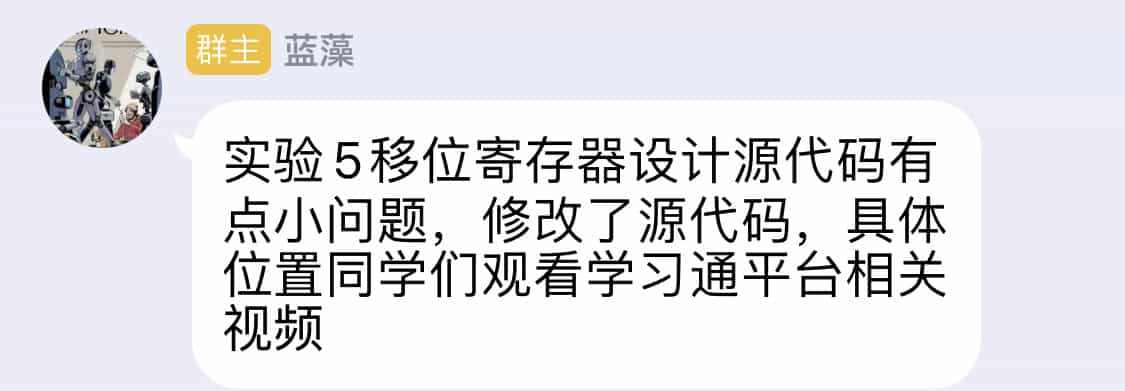 群主 蓝藻
实验5移位寄存器设计源代码有
点小问题，修改了源代码，具体
位置同学们观看学习通平台相关
视频